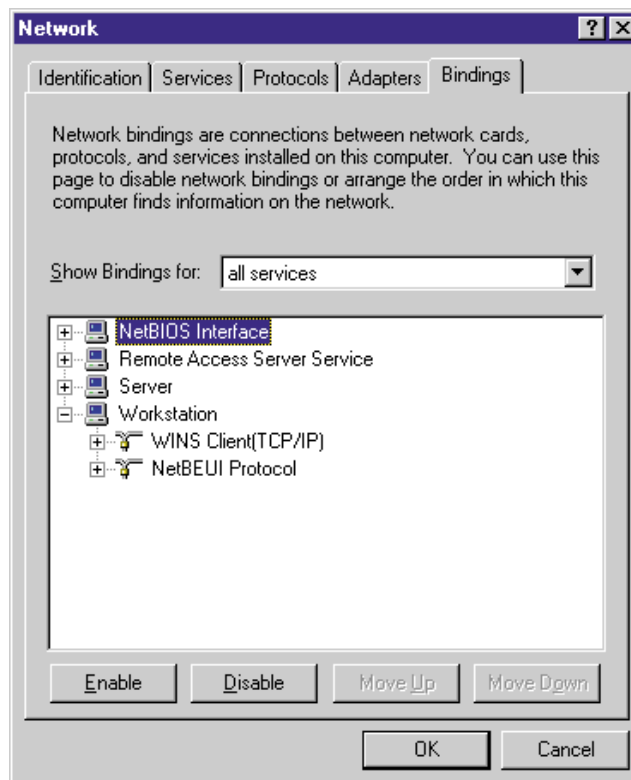 Network
Identification Services Protocols Adapters Bindings
Network bindings are connections between network cards,
protocols, and services installed on this computer. You can use this
page to disable network bindings or arrange the order in which this
computer finds information on the network.
Show Bindings for: all services
NetBIOS Interface
Remote Access Server Service
Server
Workstation
WINS Client(TCP/IP)
NetBEUI Protocol
Enable Disable Move Up Move Down
OK Cancel